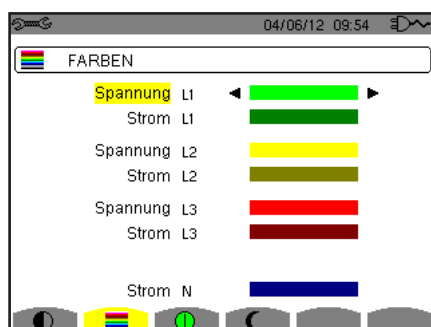 04/06/12 09:54
FARBEN
Spannung L1
Strom L1
Spannung L2
Strom L2
Spannung L3
Strom L3
Strom N